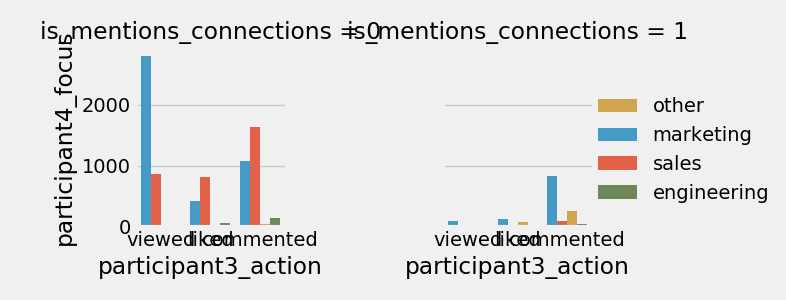 is_mentions_connections = 0
is_mentions_connections = 1
participant4_focus
2000
1000
0
viewed
liked
commented
participant3_action
viewed
liked
commented
participant3_action
other
marketing
sales
engineering